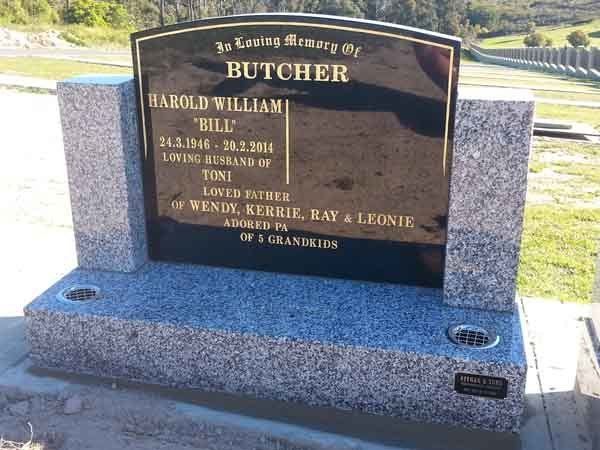 In Loving Memory Of
BUTCHER
HAROLD WILLIAM
"BILL"
24.3.1946 - 20.2.2014
LOVING HUSBAND OF
TONI
LOVED FATHER
OF WENDY, KERRIE, RAY & LEONIE
ADORED PA
OF 5 GRANDKIDS
& SONS